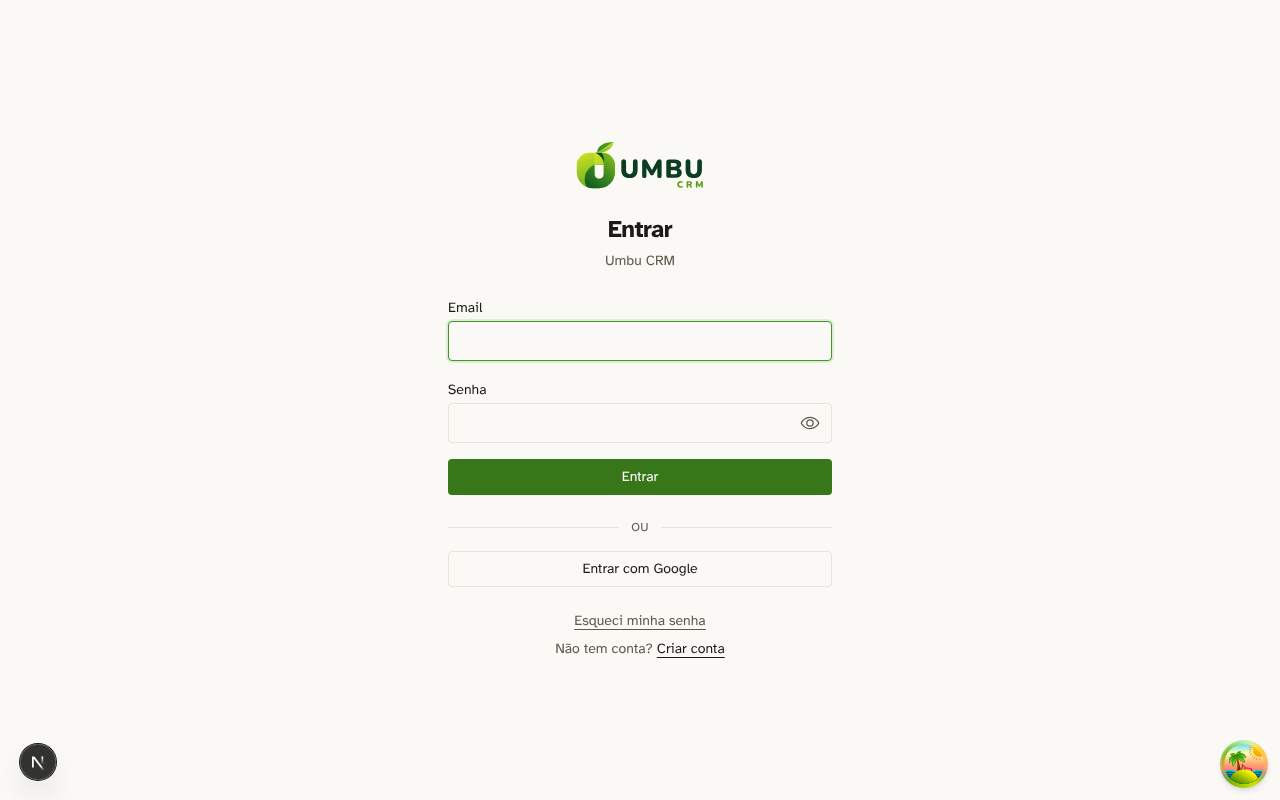 UMBU
CRM
Entrar
Umbu CRM
Email
Senha
Entrar
OU
Entrar com Google
Esqueci minha senha
Não tem conta? Criar conta
N